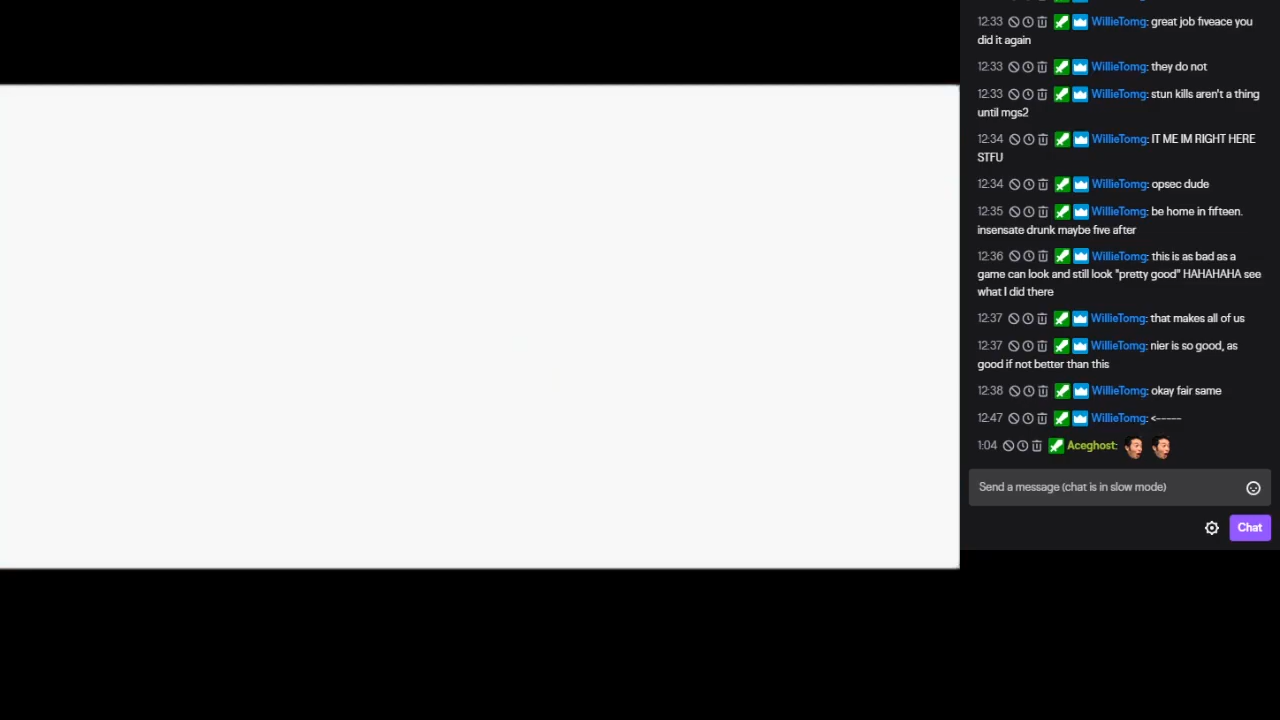 12:33 WillieTomg: great job fiveace you
did it again
12:33 WillieTomg: they do not
12:33 WillieTomg: stun kills aren't a thing
until mgs2
12:34 WillieTomg: IT ME IM RIGHT HERE
STFU
12:34 WillieTomg: opsec dude
12:35 WillieTomg: be home in fifteen.
insensate drunk maybe five after
12:36 WillieTomg: this is as bad as a
game can look and still look "pretty good" HAHAHAHA see
what I did there
12:37 WillieTomg: that makes all of us
12:37 WillieTomg: nier is so good, as
good if not better than this
12:38 WillieTomg: okay fair same
12:47 WillieTomg: <-----
1:04 Aceghost:
Send a message (chat is in slow mode)
Chat